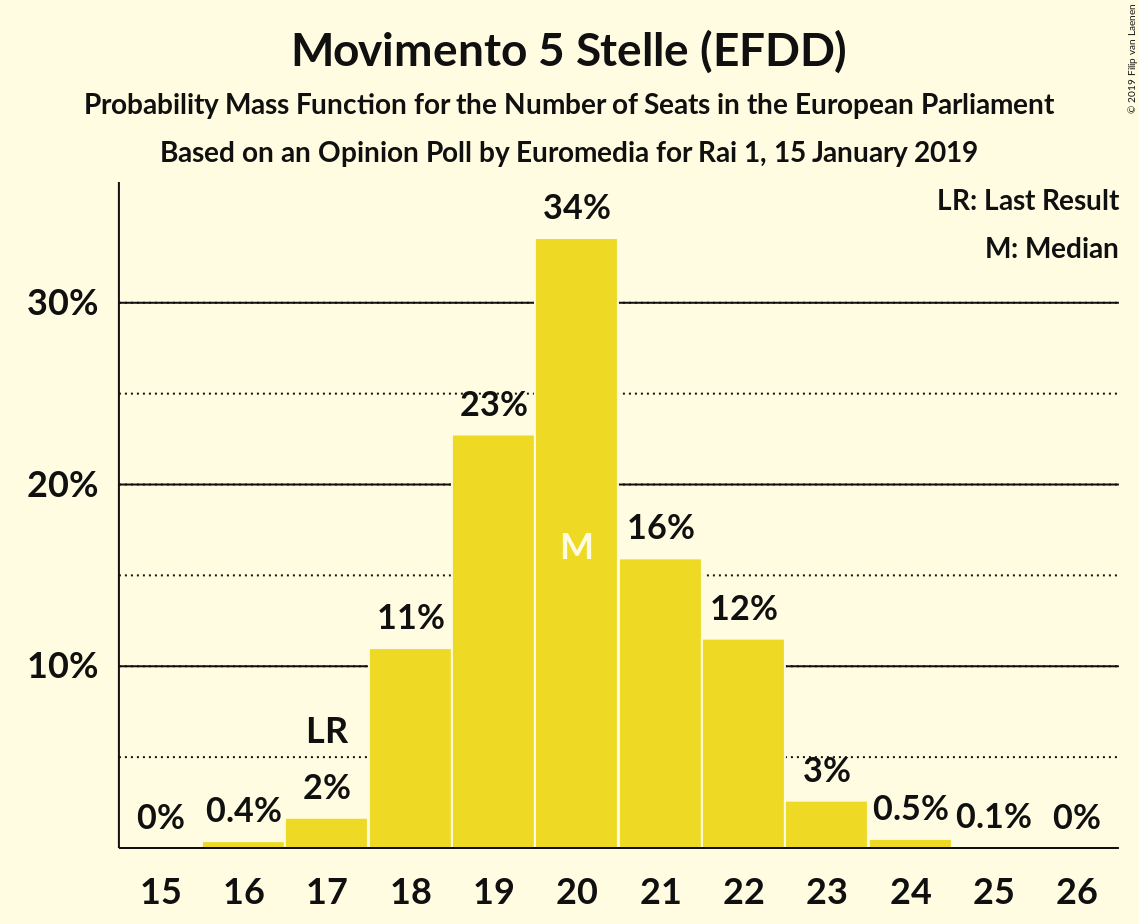 Movimento 5 Stelle (EFDD)
Probability Mass Function for the Number of Seats in the European Parliament
Based on an Opinion Poll by Euromedia for Rai 1, 15 January 2019
© 2019 Filip van Laenen
LR: Last Result
M: Median
34%
30%
23%
20%
16%
M
12%
11%
10%
LR
3%
2%
0% 0.4% 0.5% 0.1% 0%
15 16 17 18 19 20 21 22 23 24 25 26